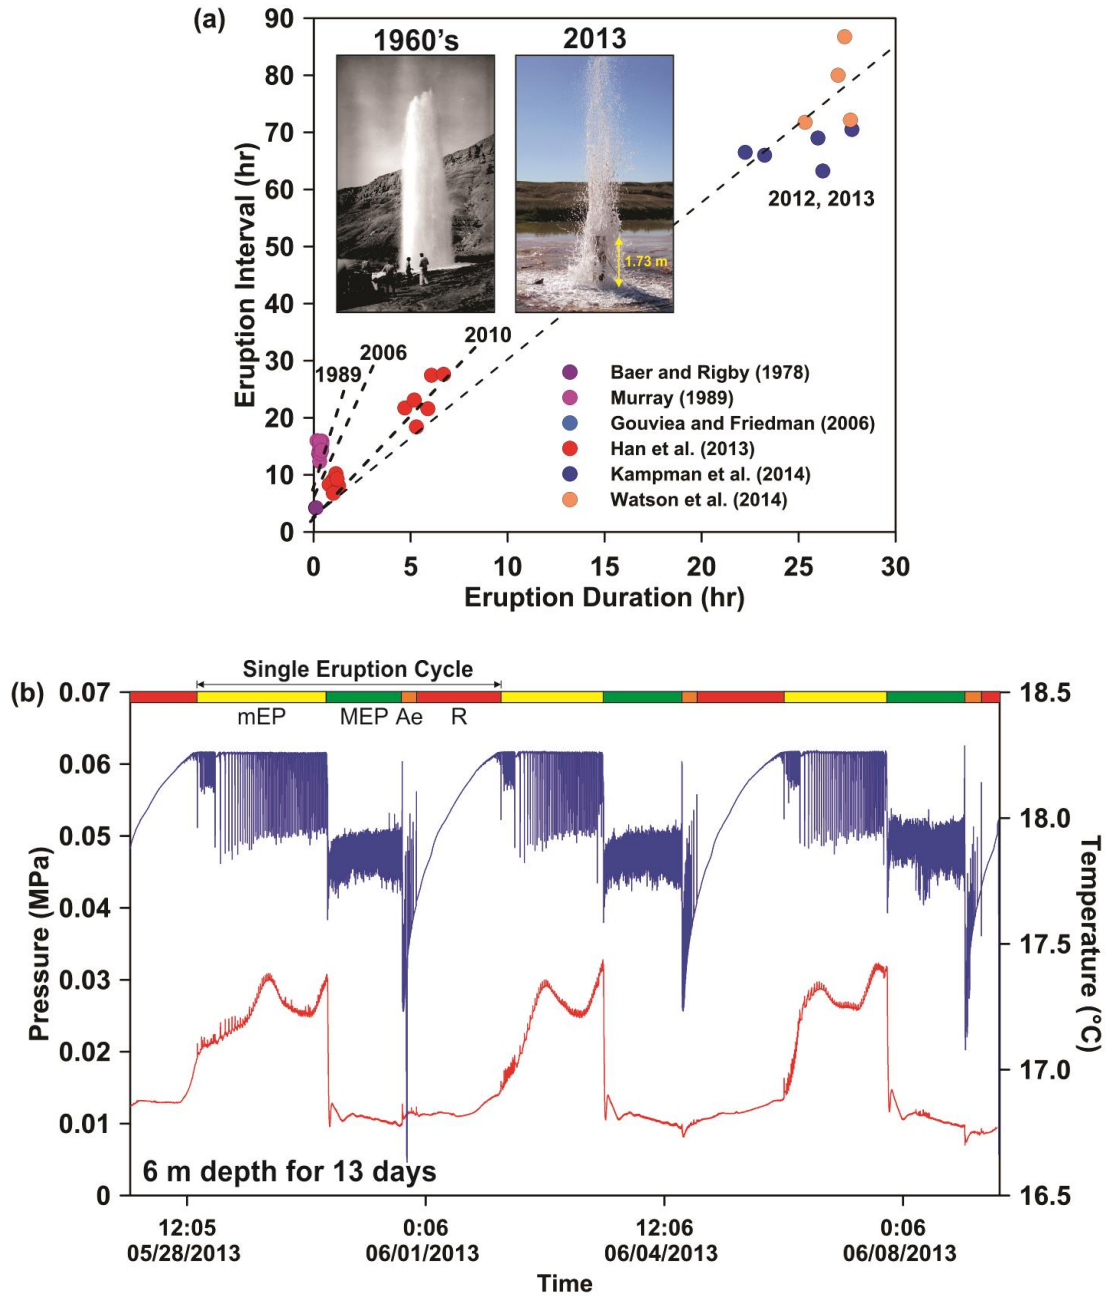 (a)
90
80
70
60
50
40
30
20
10
0
Eruption Interval (hr)
1960's
2013
1.73 m
2012, 2013
1989
2006
2010
Baer and Rigby (1978)
Murray (1989)
Gouviea and Friedman (2006)
Han et al. (2013)
Kampman et al. (2014)
Watson et al. (2014)
0 5 10 15 20 25 30
Eruption Duration (hr)
(b)
Single Eruption Cycle
mEP MEP Ae R
0.07
0.06
0.05
0.04
0.03
0.02
0.01
0
Pressure (MPa)
18.5
18.0
17.5
17.0
16.5
Temperature (°C)
6 m depth for 13 days
12:05 0:06 12:06 0:06
05/28/2013 06/01/2013 06/04/2013 06/08/2013
Time